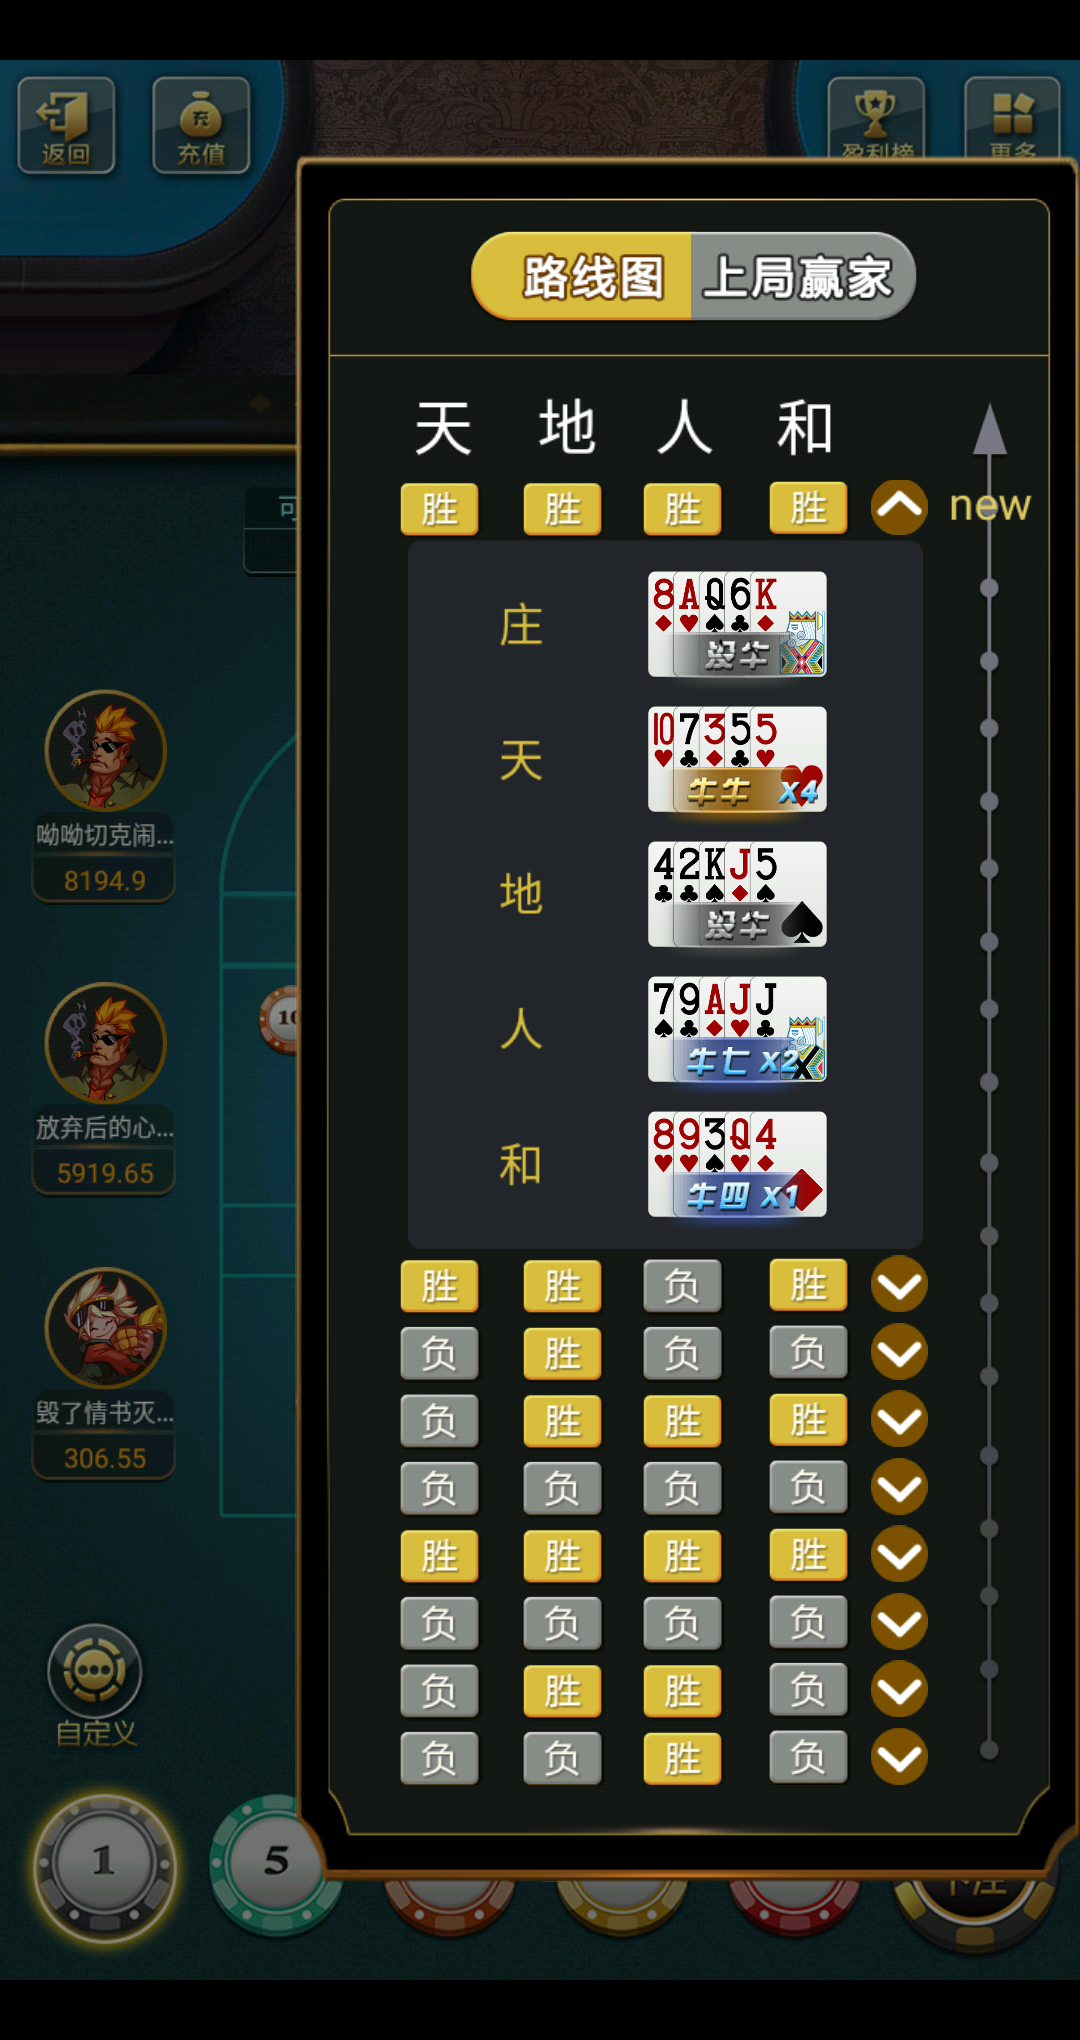 返回
充值
盈利榜
更多
路线图
上局赢家
天 地 人 和
胜 胜 胜 胜
new
可
庄
8 A Q 6 K
没牛
天
10 7 3 5 5
牛牛 X4
地
4 2 K J 5
没牛
人
7 9 A J J
牛七 X2
和
8 9 3 Q 4
牛四 X1
呦呦切克闹...
8194.9
10
放弃后的心...
5919.65
毁了情书灭...
306.55
胜 胜 负 胜
负 胜 负 负
负 胜 胜 胜
负 负 负 负
胜 胜 胜 胜
负 负 负 负
负 胜 胜 负
负 负 胜 负
自定义
1
5
下注